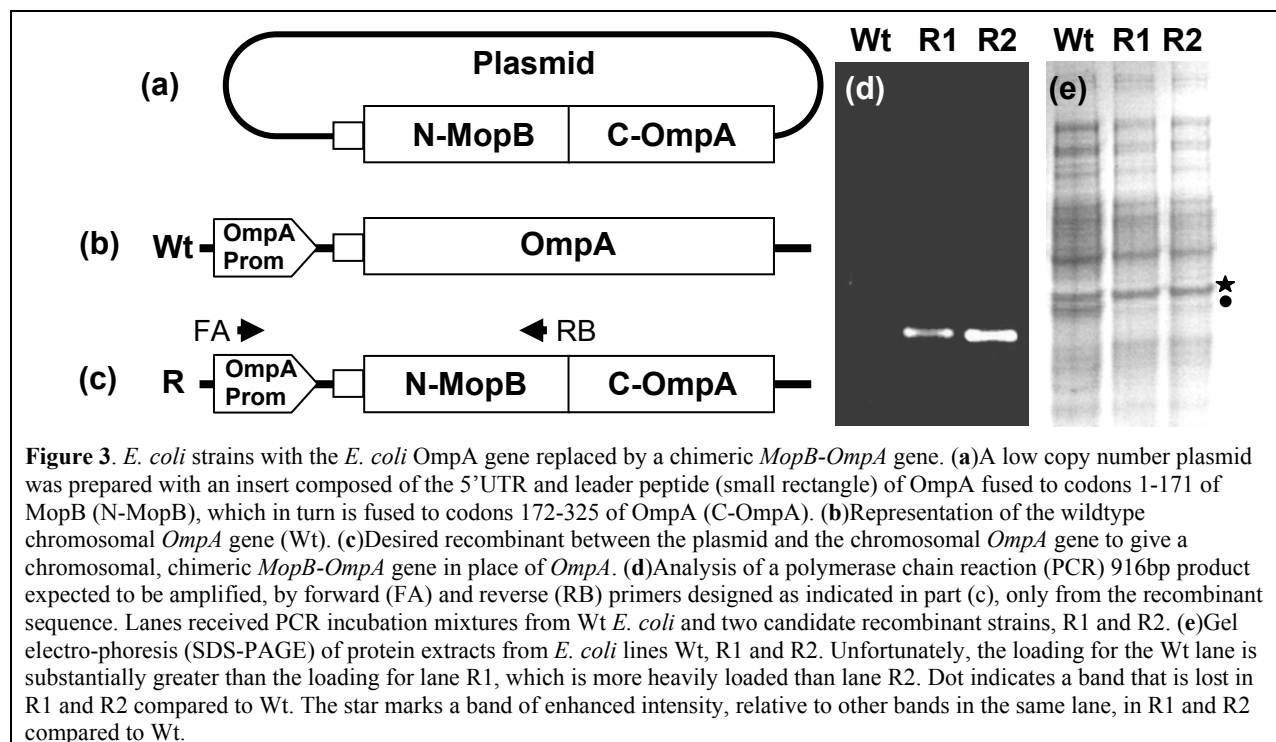 Wt R1 R2 Wt R1 R2
(a) Plasmid (d) (e)
N-MopB C-OmpA
(b) Wt OmpA Prom OmpA
FA RB
(c) R OmpA Prom N-MopB C-OmpA
Figure 3. E. coli strains with the E. coli OmpA gene replaced by a chimeric MopB-OmpA gene. (a)A low copy number plasmid
was prepared with an insert composed of the 5’UTR and leader peptide (small rectangle) of OmpA fused to codons 1-171 of
MopB (N-MopB), which in turn is fused to codons 172-325 of OmpA (C-OmpA). (b)Representation of the wildtype
chromosomal OmpA gene (Wt). (c)Desired recombinant between the plasmid and the chromosomal OmpA gene to give a
chromosomal, chimeric MopB-OmpA gene in place of OmpA. (d)Analysis of a polymerase chain reaction (PCR) 916bp product
expected to be amplified, by forward (FA) and reverse (RB) primers designed as indicated in part (c), only from the recombinant
sequence. Lanes received PCR incubation mixtures from Wt E. coli and two candidate recombinant strains, R1 and R2. (e)Gel
electro-phoresis (SDS-PAGE) of protein extracts from E. coli lines Wt, R1 and R2. Unfortunately, the loading for the Wt lane is
substantially greater than the loading for lane R1, which is more heavily loaded than lane R2. Dot indicates a band that is lost in
R1 and R2 compared to Wt. The star marks a band of enhanced intensity, relative to other bands in the same lane, in R1 and R2
compared to Wt.